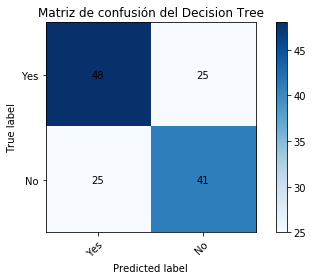 Matriz de confusión del Decision Tree
Yes
48
25
No
25
41
Yes
No
True label
Predicted label
45
40
35
30
25